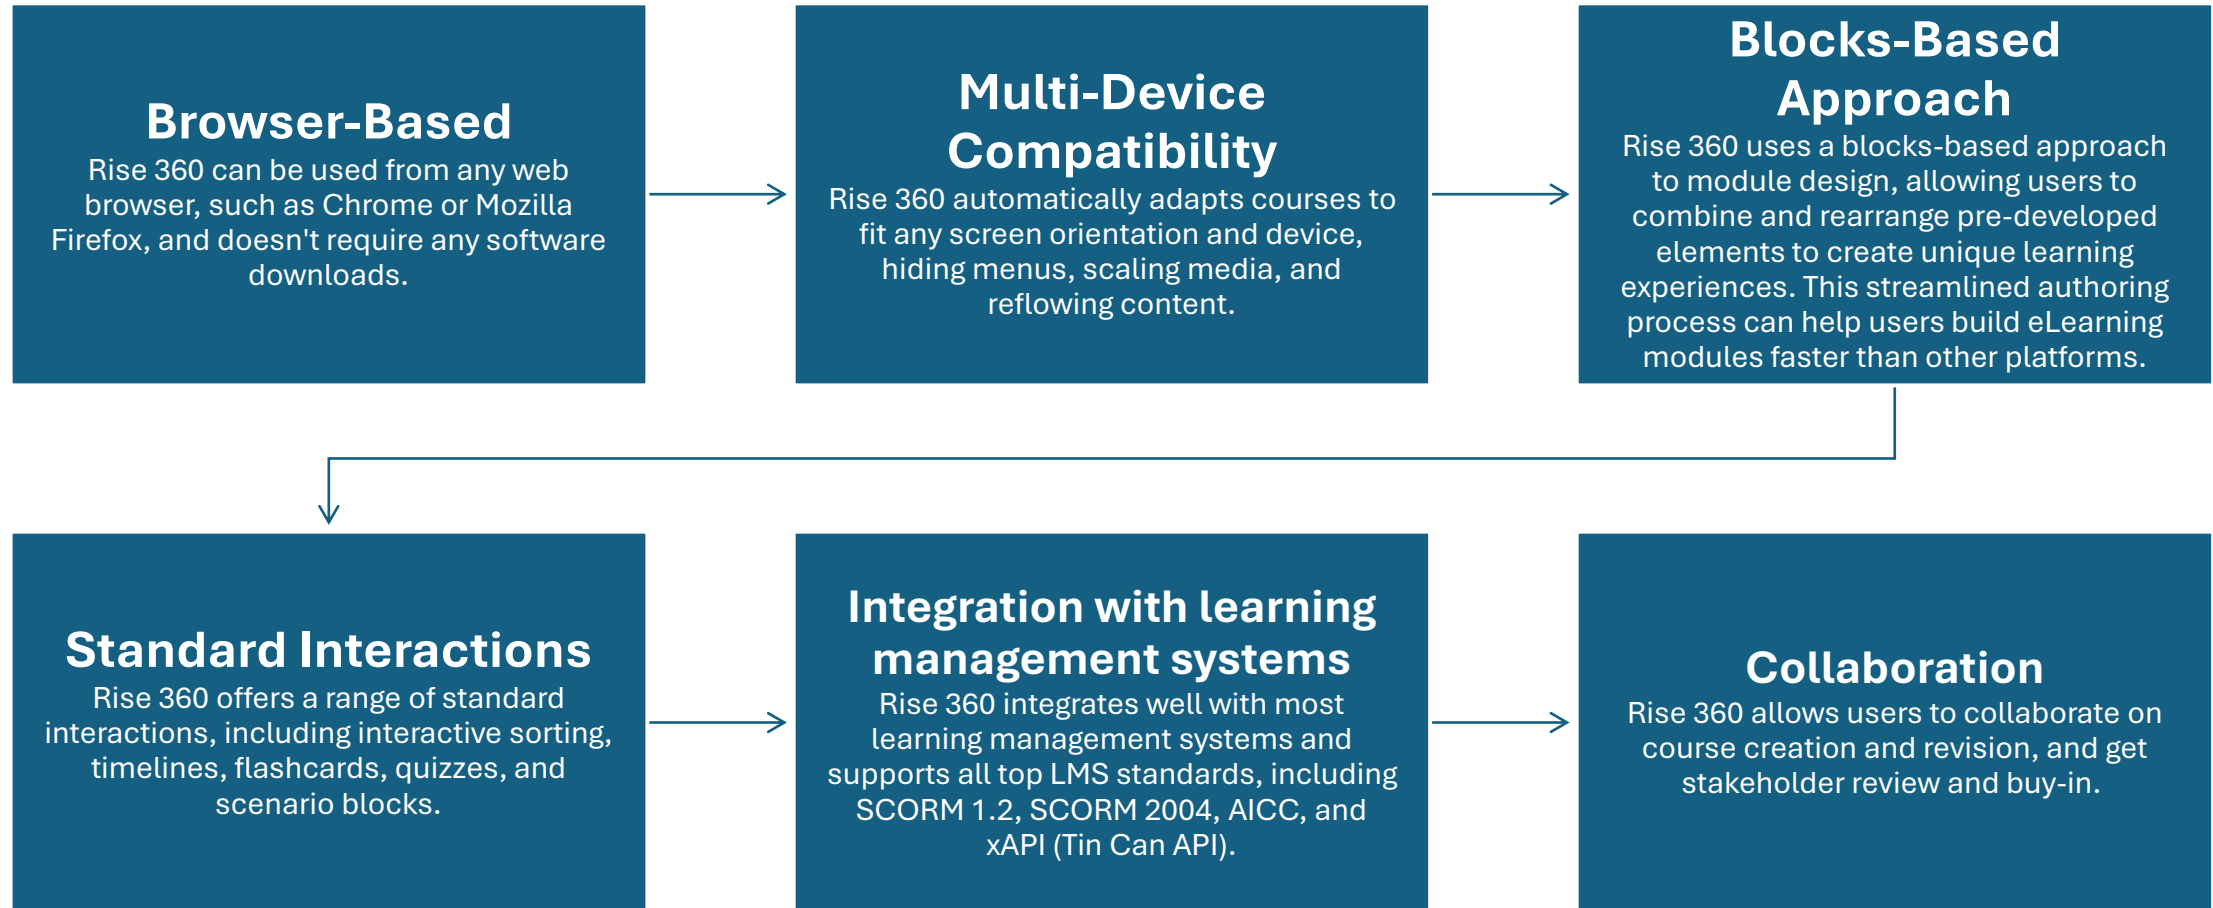 Browser-Based
Rise 360 can be used from any web
browser, such as Chrome or Mozilla
Firefox, and doesn't require any software
downloads.
Multi-Device
Compatibility
Rise 360 automatically adapts courses to
fit any screen orientation and device,
hiding menus, scaling media, and
reflowing content.
Blocks-Based
Approach
Rise 360 uses a blocks-based approach
to module design, allowing users to
combine and rearrange pre-developed
elements to create unique learning
experiences. This streamlined authoring
process can help users build eLearning
modules faster than other platforms.
Standard Interactions
Rise 360 offers a range of standard
interactions, including interactive sorting,
timelines, flashcards, quizzes, and
scenario blocks.
Integration with learning
management systems
Rise 360 integrates well with most
learning management systems and
supports all top LMS standards, including
SCORM 1.2, SCORM 2004, AICC, and
xAPI (Tin Can API).
Collaboration
Rise 360 allows users to collaborate on
course creation and revision, and get
stakeholder review and buy-in.